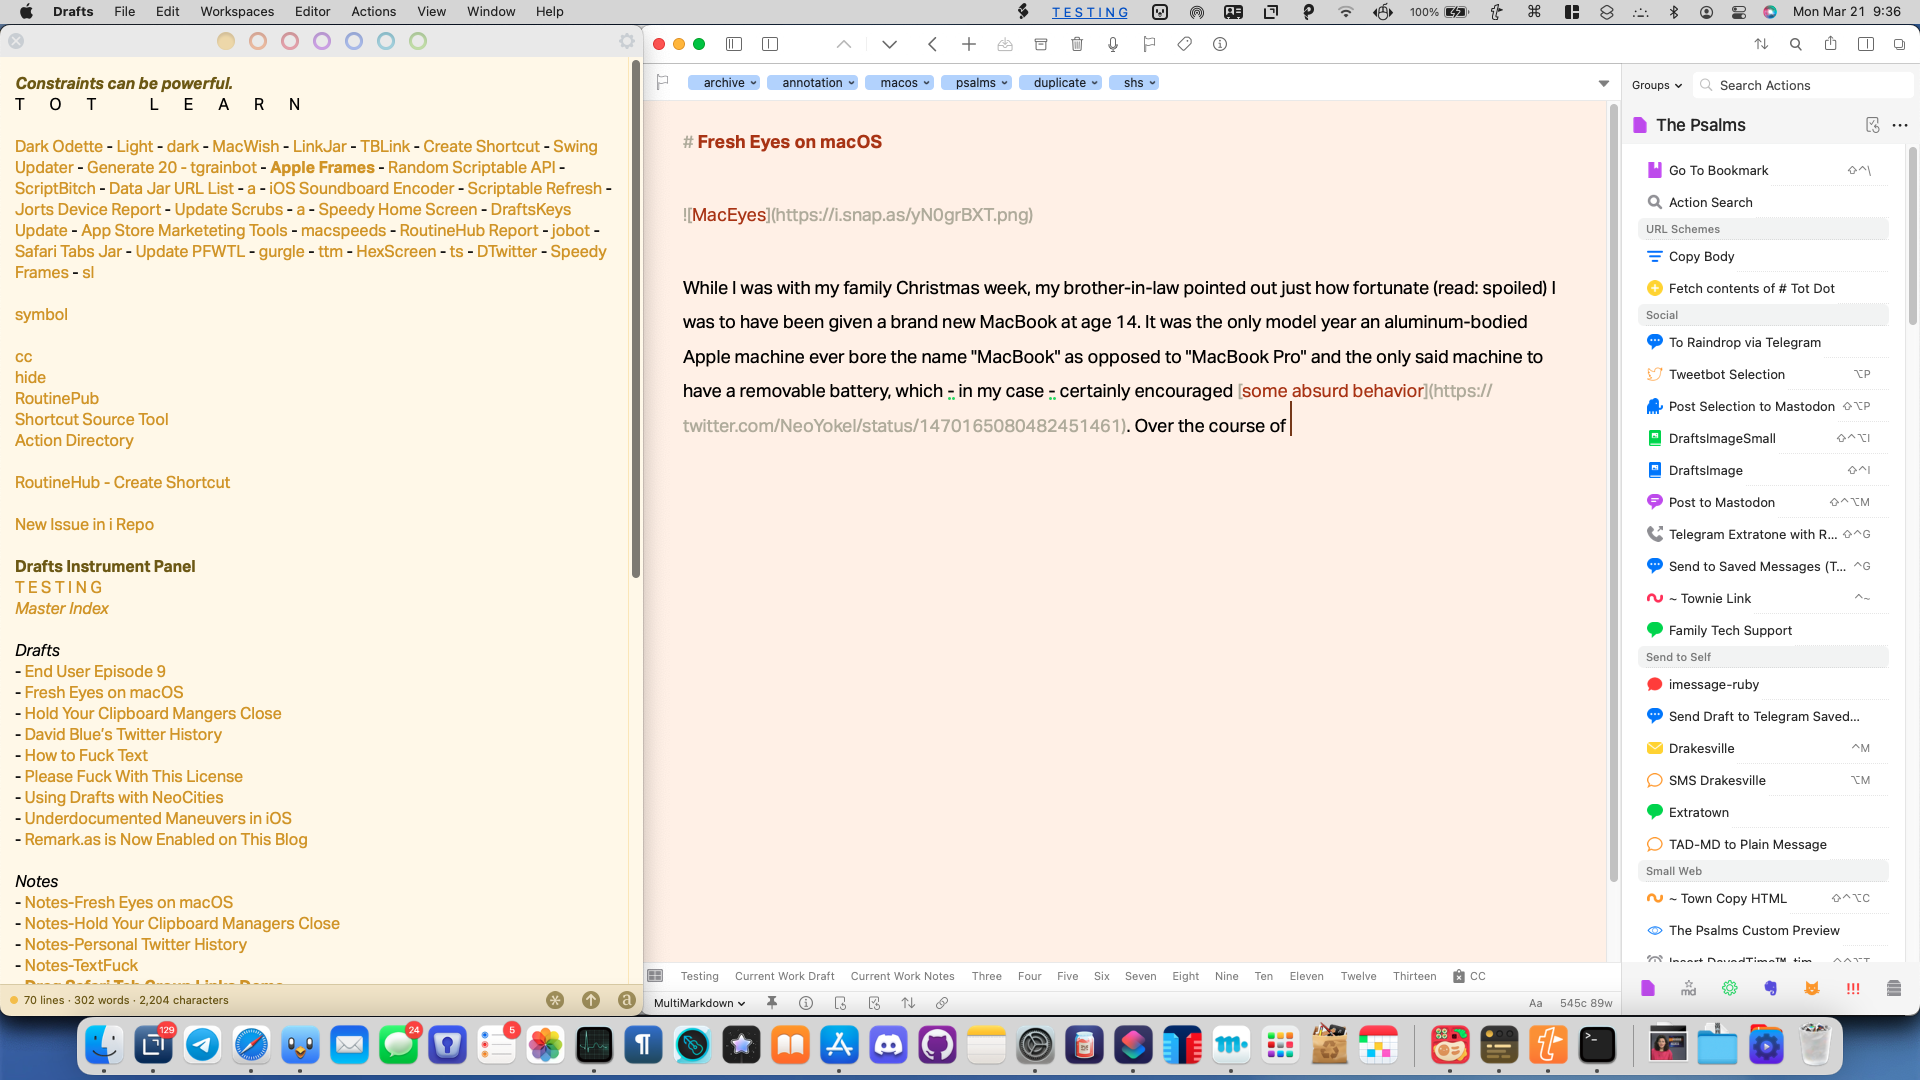 Drafts File Edit Workspaces Editor Actions View Window Help
TESTING 100% Mon Mar 21 9:36
Constraints can be powerful.
T O T L E A R N
Dark Odette - Light - dark - MacWish - LinkJar - TBLink - Create Shortcut - Swing
Updater - Generate 20 - tgrainbot - Apple Frames - Random Scriptable API -
ScriptBitch - Data Jar URL List - a - iOS Soundboard Encoder - Scriptable Refresh -
Jorts Device Report - Update Scrubs - a - Speedy Home Screen - DraftsKeys
Update - App Store Marketeting Tools - macspeeds - RoutineHub Report - jobot -
Safari Tabs Jar - Update PFWTL - gurgle - ttm - HexScreen - ts - DTwitter - Speedy
Frames - sl
symbol
cc
hide
RoutinePub
Shortcut Source Tool
Action Directory
RoutineHub - Create Shortcut
New Issue in i Repo
Drafts Instrument Panel
TESTING
Master Index
Drafts
- End User Episode 9
- Fresh Eyes on macOS
- Hold Your Clipboard Mangers Close
- David Blue's Twitter History
- How to Fuck Text
- Please Fuck With This License
- Using Drafts with NeoCities
- Underdocumented Maneuvers in iOS
- Remark.as is Now Enabled on This Blog
Notes
- Notes-Fresh Eyes on macOS
- Notes-Hold Your Clipboard Managers Close
- Notes-Personal Twitter History
- Notes-TextFuck
70 lines · 302 words · 2,204 characters
archive annotation macos psalms duplicate shs
# Fresh Eyes on macOS
![MacEyes](https://i.snap.as/yN0grBXT.png)
While I was with my family Christmas week, my brother-in-law pointed out just how fortunate (read: spoiled) I
was to have been given a brand new MacBook at age 14. It was the only model year an aluminum-bodied
Apple machine ever bore the name "MacBook" as opposed to "MacBook Pro" and the only said machine to
have a removable battery, which - in my case - certainly encouraged [some absurd behavior](https://
twitter.com/NeoYokel/status/1470165080482451461). Over the course of
Testing Current Work Draft Current Work Notes Three Four Five Six Seven Eight Nine Ten Eleven Twelve Thirteen CC
MultiMarkdown Aa 545c 89w
Groups Search Actions
The Psalms
Go To Bookmark ⇧^\
Action Search
URL Schemes
Copy Body
Fetch contents of # Tot Dot
Social
To Raindrop via Telegram
Tweetbot Selection ⌥P
Post Selection to Mastodon ⇧⌥P
DraftsImageSmall ⇧^⌥I
DraftsImage ⇧^I
Post to Mastodon ⇧^⌥M
Telegram Extratone with R... ⇧^G
Send to Saved Messages (T... ^G
~ Townie Link ^~
Family Tech Support
Send to Self
imessage-ruby
Send Draft to Telegram Saved...
Drakesville ^M
SMS Drakesville ⌥M
Extratown
TAD-MD to Plain Message
Small Web
~ Town Copy HTML ⇧^⌥C
The Psalms Custom Preview
129
24
5